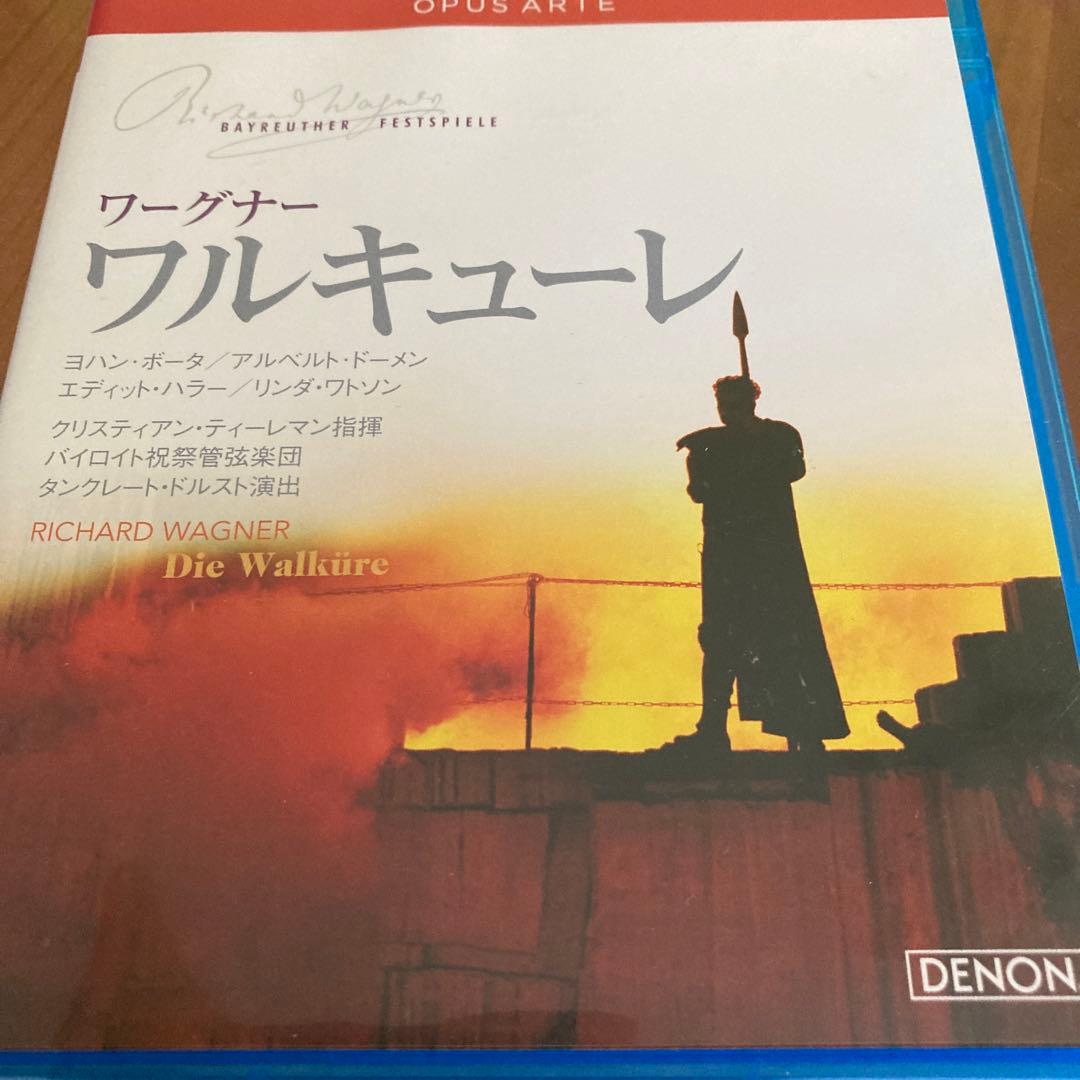 OPUS ARTE
Richard Wagner
BAYREUTHER FESTSPIELE
ワーグナー
ワルキューレ
ヨハン・ボータ／アルベルト・ドーメン
エディット・ハラー／リンダ・ワトソン
クリスティアン・ティーレマン指揮
バイロイト祝祭管弦楽団
タンクレート・ドルスト演出
RICHARD WAGNER
Die Walküre
DENON